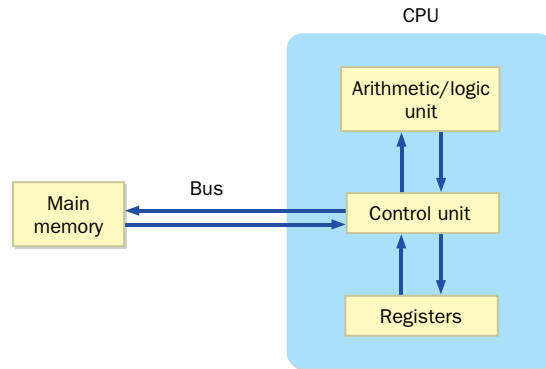 CPU
Arithmetic/logic
unit
Bus
Main
memory
Control unit
Registers